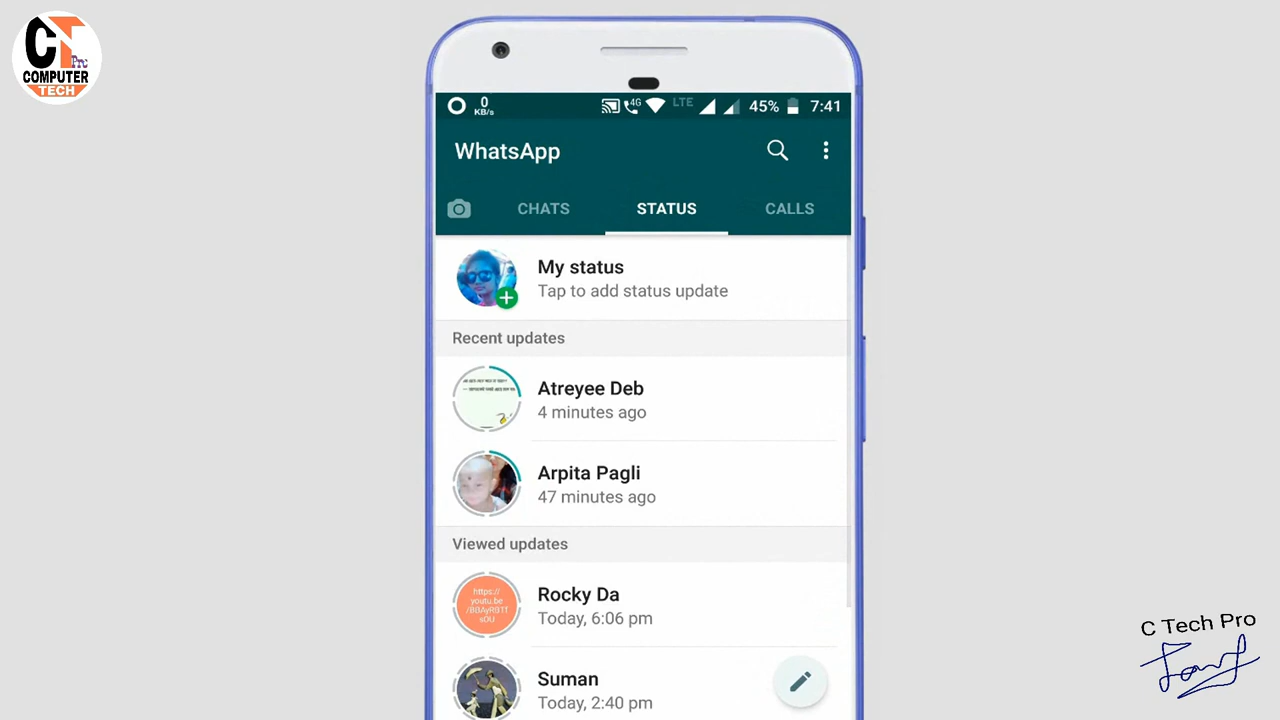 CT
Pro
COMPUTER
TECH
0
KB/s
4G
LTE
45%
7:41
WhatsApp
CHATS
STATUS
CALLS
My status
Tap to add status update
Recent updates
Atreyee Deb
4 minutes ago
Arpita Pagli
47 minutes ago
Viewed updates
https://
youtu.be
Rocky Da
Today, 6:06 pm
Suman
Today, 2:40 pm
C Tech Pro